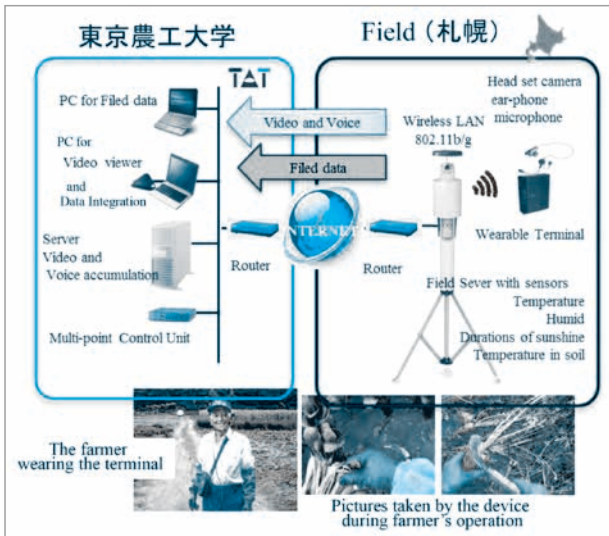 東京農工大学
TAT
PC for Filed data
PC for
Video viewer
and
Data Integration
Server
Video and
Voice accumulation
Multi-point Control Unit
Router
Video and Voice
Filed data
INTERNET
Field（札幌）
Head set camera
ear-phone
microphone
Wireless LAN
802.11b/g
Wearable Terminal
Router
Field Sever with sensors
Temperature
Humid
Durations of sunshine
Temperature in soil
The farmer
wearing the terminal
Pictures taken by the device
during farmer's operation